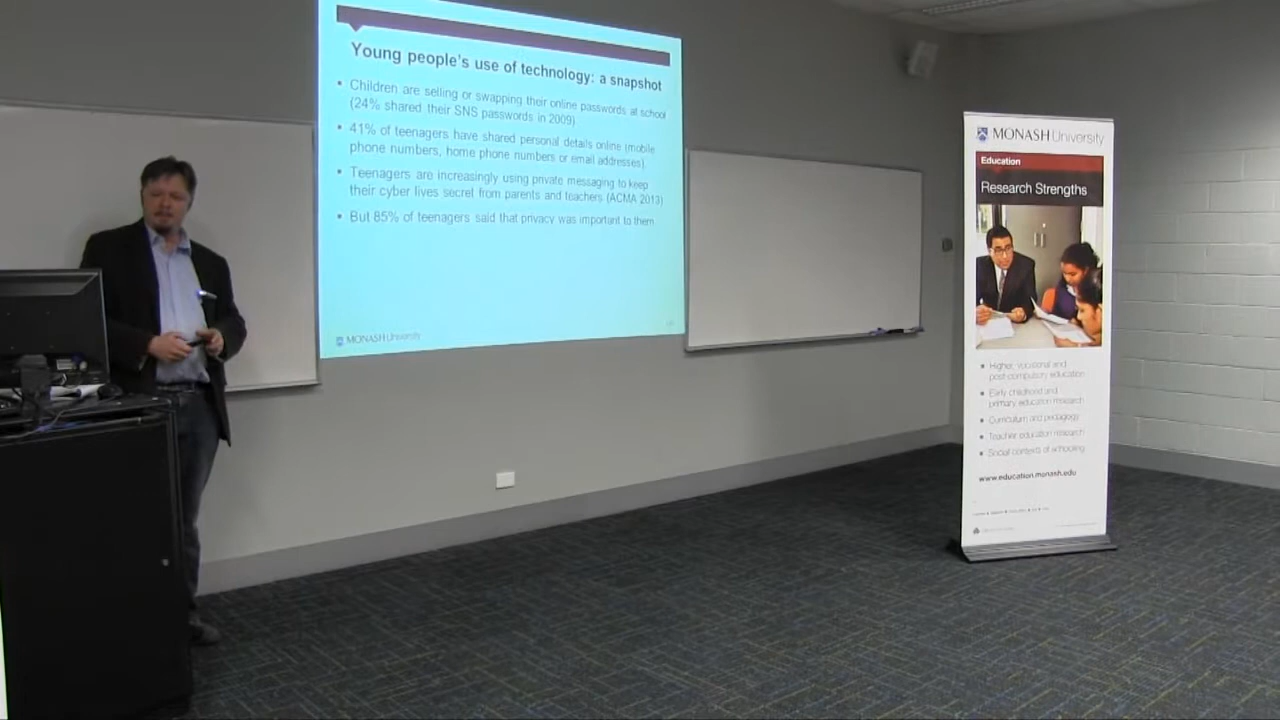 Young people's use of technology: a snapshot
• Children are selling or swapping their online passwords at school
(24% shared their SNS passwords in 2009).
• 41% of teenagers have shared personal details online (mobile
phone numbers, home phone numbers or email addresses).
• Teenagers are increasingly using private messaging to keep
their cyber lives secret from parents and teachers (ACMA 2013)
• But 85% of teenagers said that privacy was important to them.
MONASH University
MONASH University
Education
Research Strengths
• Higher, vocational and
post-compulsory education
• Early childhood and
primary education research
• Curriculum and pedagogy
• Teacher education research
• Social contexts of schooling
www.education.monash.edu